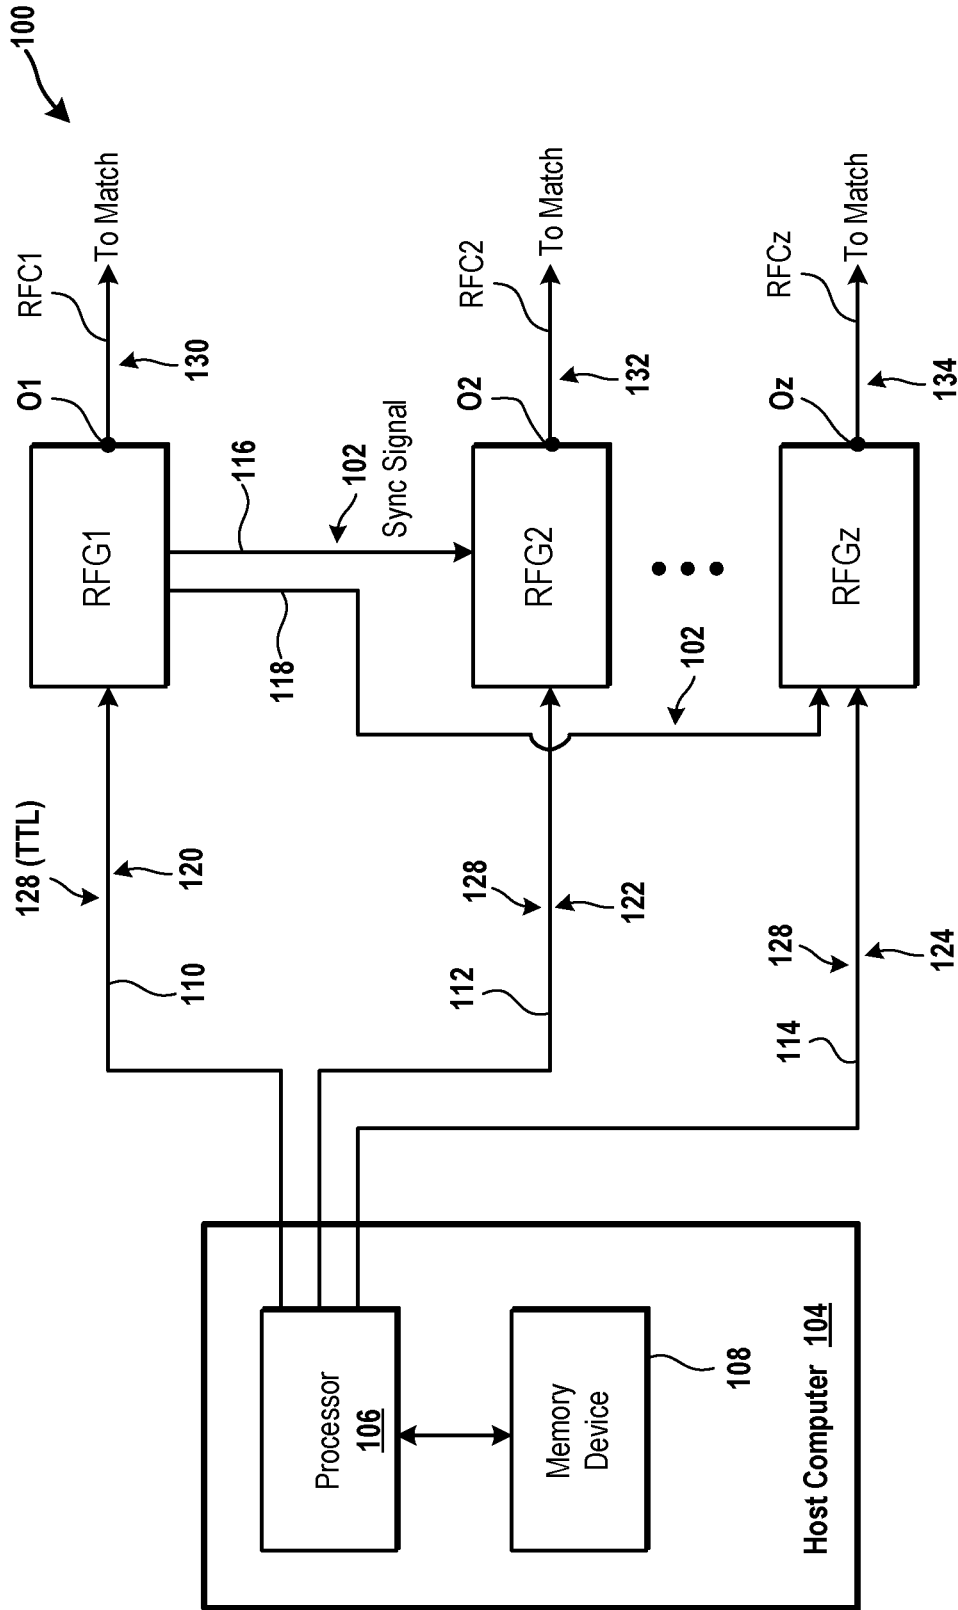 100
RFC1
To Match
130
O1
RFG1
116
102
Sync Signal
118
128 (TTL)
120
110
RFC2
To Match
132
O2
RFG2
128
122
112
102
RFCz
To Match
134
Oz
RFGz
128
124
114
Processor
106
Memory
Device
108
Host Computer 104